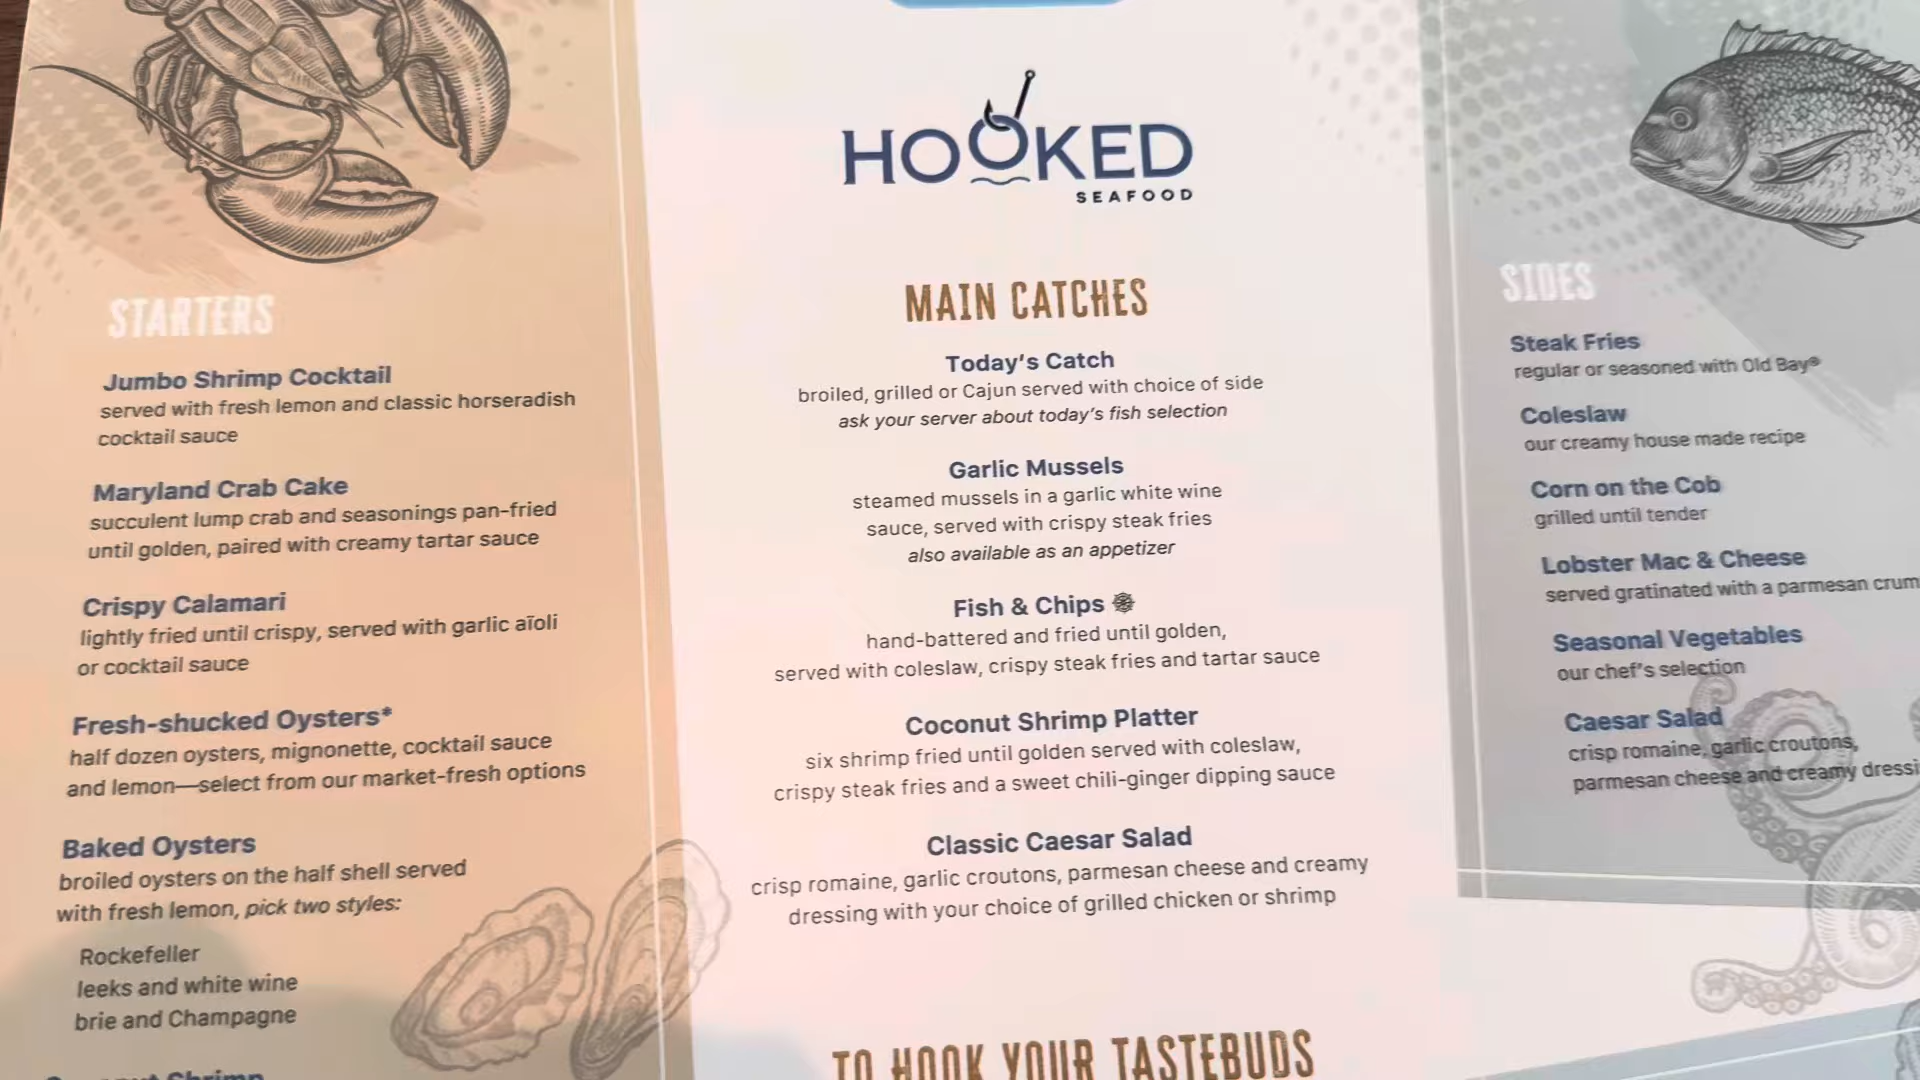 STARTERS
Jumbo Shrimp Cocktail
served with fresh lemon and classic horseradish
cocktail sauce
Maryland Crab Cake
succulent lump crab and seasonings pan-fried
until golden, paired with creamy tartar sauce
Crispy Calamari
lightly fried until crispy, served with garlic aïoli
or cocktail sauce
Fresh-shucked Oysters*
half dozen oysters, mignonette, cocktail sauce
and lemon—select from our market-fresh options
Baked Oysters
broiled oysters on the half shell served
with fresh lemon, pick two styles:
Rockefeller
leeks and white wine
brie and Champagne
Shrimp
HOOKED
SEAFOOD
MAIN CATCHES
Today's Catch
broiled, grilled or Cajun served with choice of side
ask your server about today's fish selection
Garlic Mussels
steamed mussels in a garlic white wine
sauce, served with crispy steak fries
also available as an appetizer
Fish & Chips
hand-battered and fried until golden,
served with coleslaw, crispy steak fries and tartar sauce
Coconut Shrimp Platter
six shrimp fried until golden served with coleslaw,
crispy steak fries and a sweet chili-ginger dipping sauce
Classic Caesar Salad
crisp romaine, garlic croutons, parmesan cheese and creamy
dressing with your choice of grilled chicken or shrimp
TO HOOK YOUR TASTEBUDS
SIDES
Steak Fries
regular or seasoned with Old Bay®
Coleslaw
our creamy house made recipe
Corn on the Cob
grilled until tender
Lobster Mac & Cheese
served gratinated with a parmesan crum
Seasonal Vegetables
our chef's selection
Caesar Salad
crisp romaine, garlic croutons,
parmesan cheese and creamy dressi